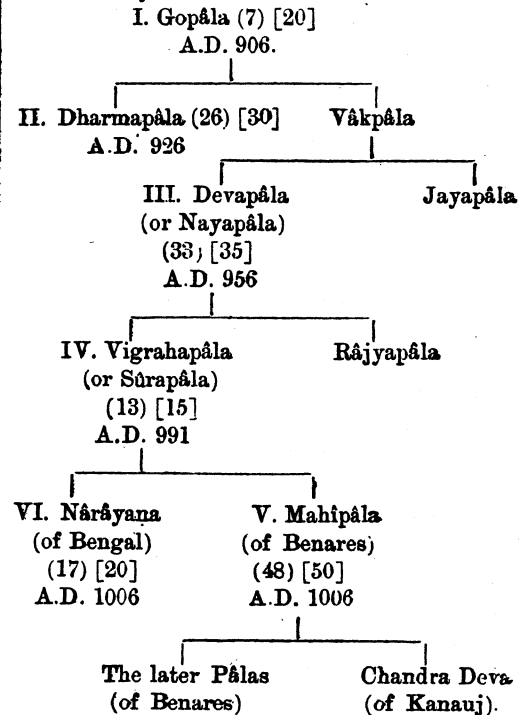 I. Gopâla (7) [20]
A.D. 906.
II. Dharmapâla (26) [30] Vâkpâla
A.D. 926
III. Devapâla Jayapâla
(or Nayapâla)
(33) [35]
A.D. 956
IV. Vigrahapâla Râjyapâla
(or Sûrapâla)
(13) [15]
A.D. 991
VI. Nârâyana V. Mahîpâla
(of Bengal) (of Benares)
(17) [20] (48) [50]
A.D. 1006 A.D. 1006
The later Pâlas Chandra Deva
(of Benares) (of Kanauj).